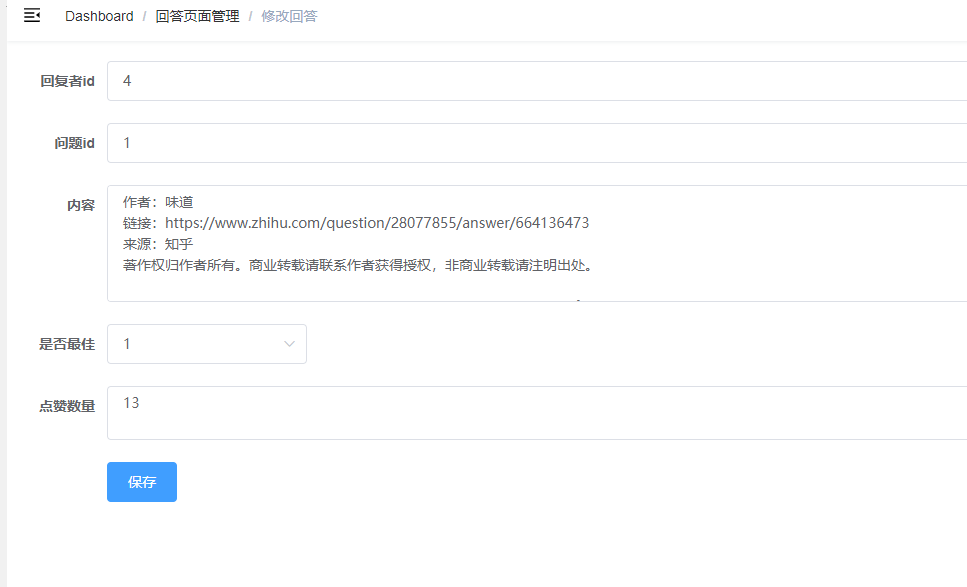 Dashboard / 回答页面管理 / 修改回答
回复者id 4
问题id 1
内容 作者：味道
链接：https://www.zhihu.com/question/28077855/answer/664136473
来源：知乎
著作权归作者所有。商业转载请联系作者获得授权，非商业转载请注明出处。
是否最佳 1
点赞数量 13
保存